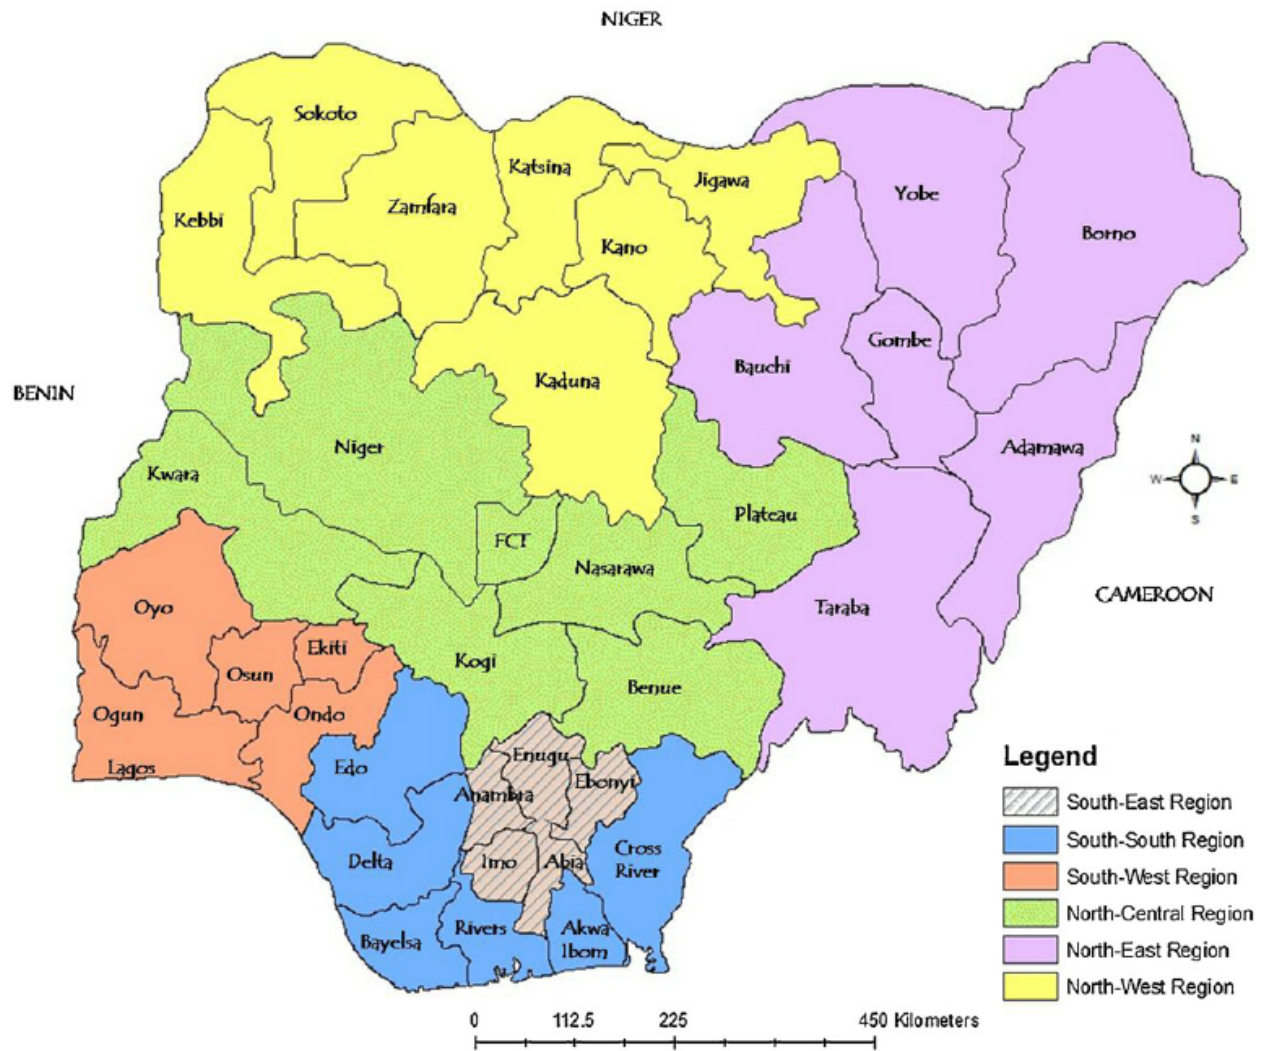 NIGER
Sokoto
Katsina
Jigawa
Zamfara
Yobe
Kebbi
Kano
Borno
Gombe
Bauchi
Kaduna
BENIN
Niger
Adamawa
Kwara
N
W E
S
Plateau
FCT
Nasarawa
CAMEROON
Oyo
Taraba
Ekiti
Kogi
Osun
Benue
Ogun
Ondo
Enugu
Lagos
Edo
Ebonyi
Anambra
Cross
River
Delta
Imo
Abia
Rivers
Akwa
Ibom
Bayelsa
Legend
South-East Region
South-South Region
South-West Region
North-Central Region
North-East Region
North-West Region
0 112.5 225 450 Kilometers